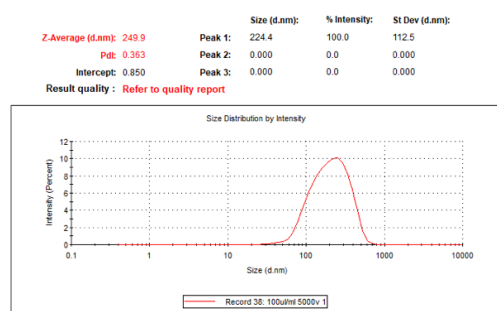 Size (d.nm): % Intensity: St Dev (d.nm):
Z-Average (d.nm): 249.9 Peak 1: 224.4 100.0 112.5
PdI: 0.363 Peak 2: 0.000 0.0 0.000
Intercept: 0.850 Peak 3: 0.000 0.0 0.000
Result quality : Refer to quality report
Size Distribution by Intensity
12
10
8
6
4
2
0
Intensity (Percent)
0.1 1 10 100 1000 10000
Size (d.nm)
Record 38: 100ul/ml 5000v 1